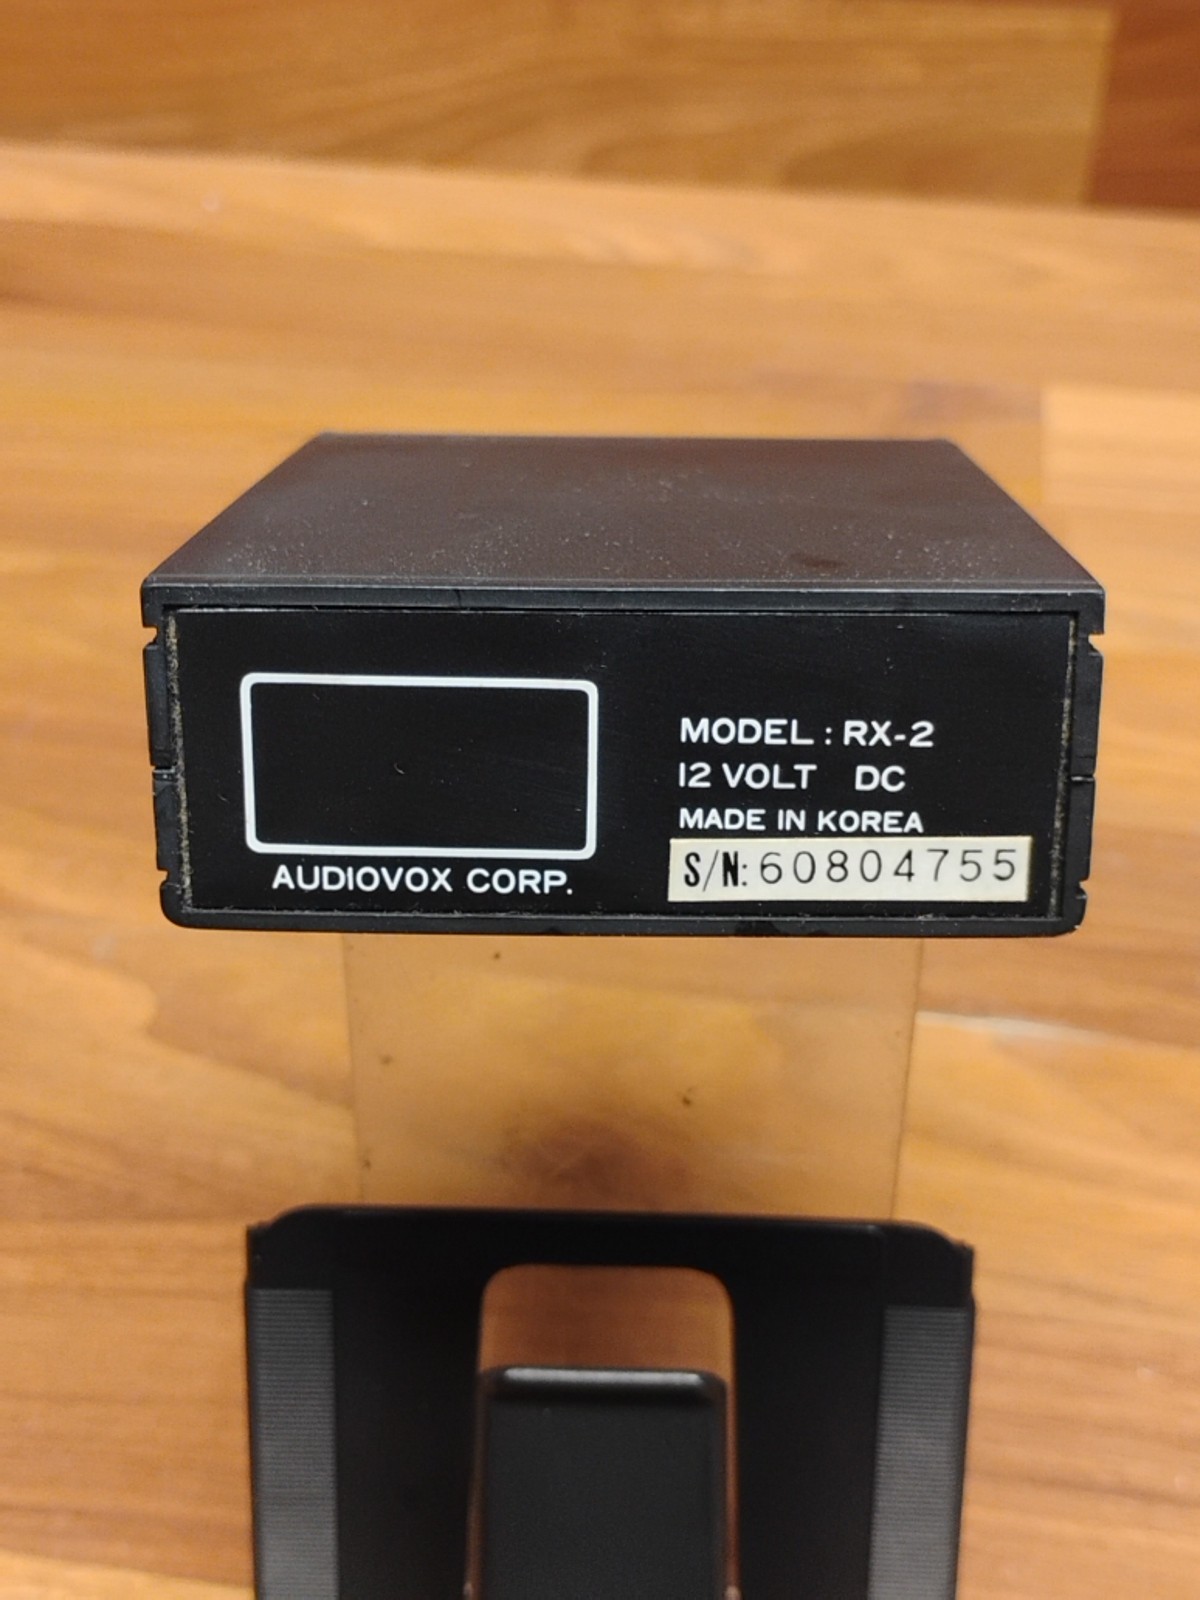 MODEL : RX-2
12 VOLT DC
MADE IN KOREA
S/N: 60804755
AUDIOVOX CORP.